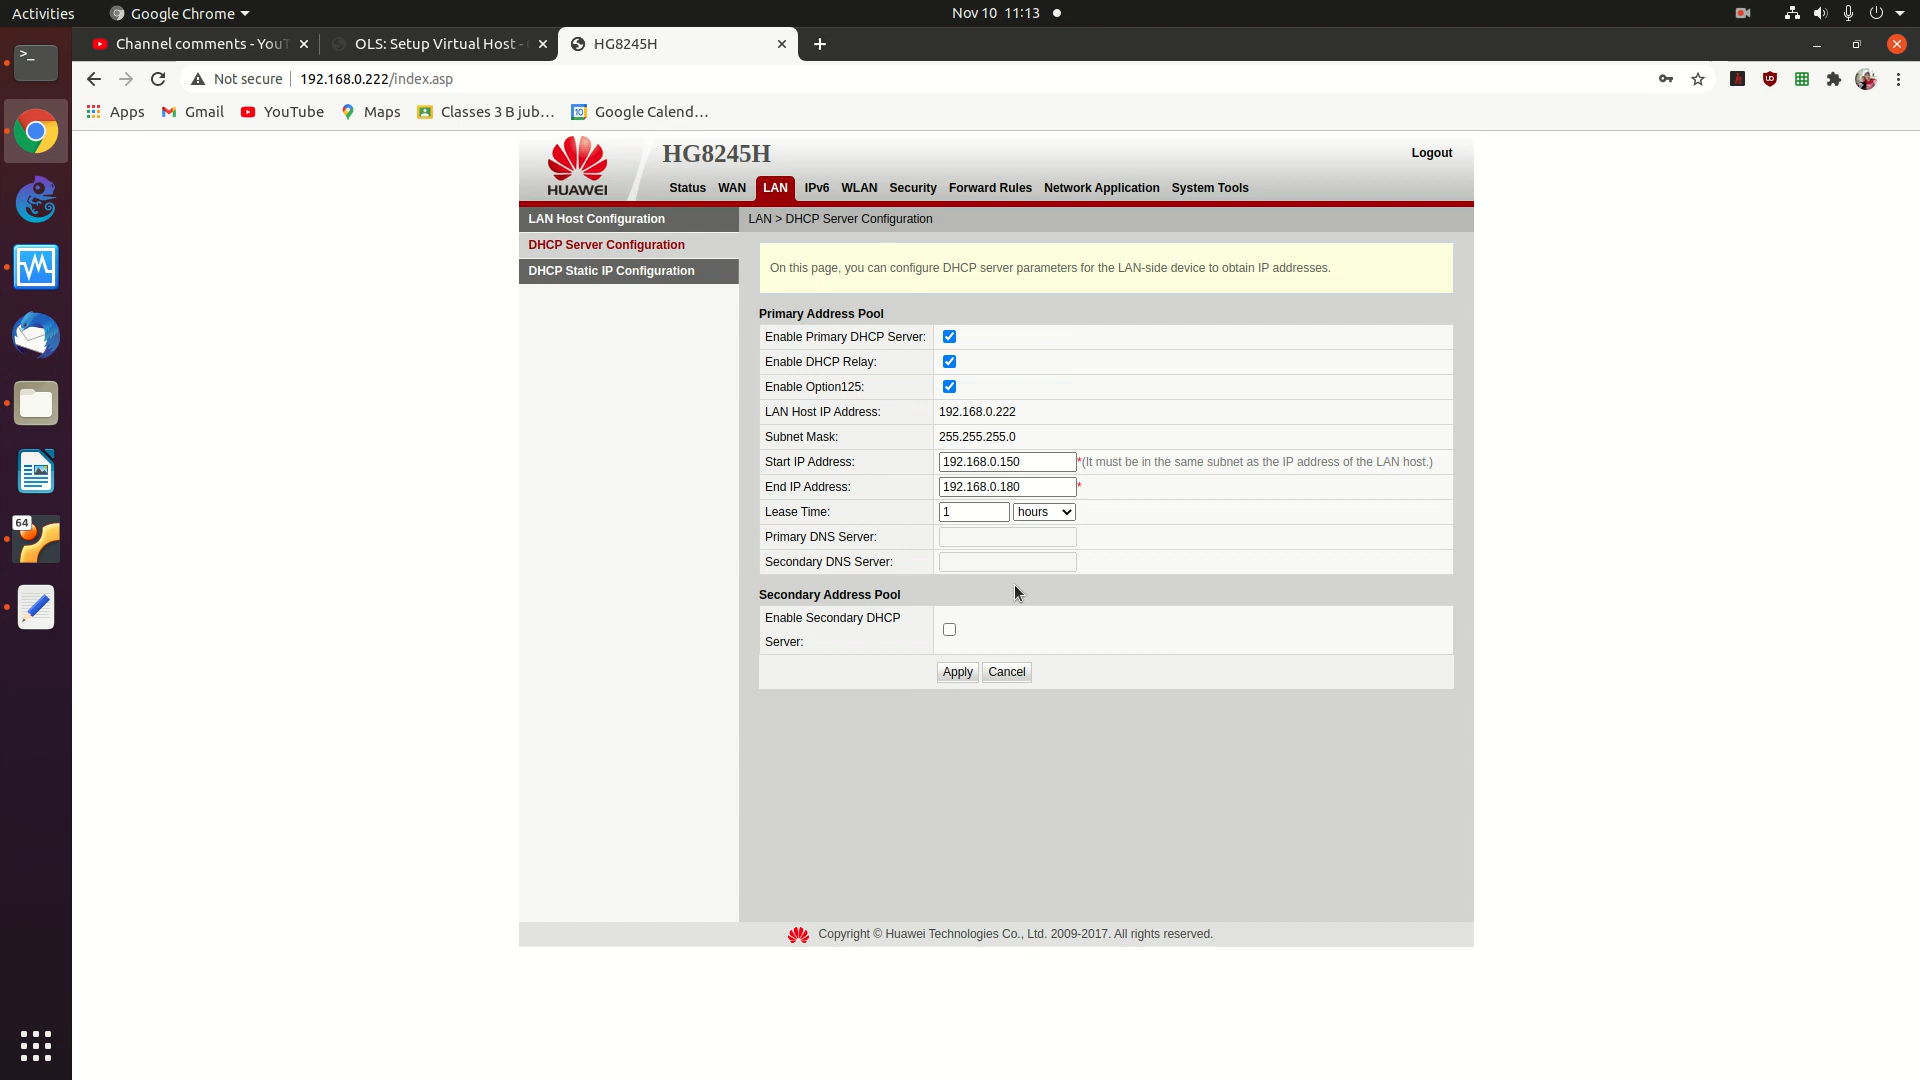 Activities
Google Chrome
Nov 10 11:13
Channel comments - YouT
OLS: Setup Virtual Host -
HG8245H
Not secure
192.168.0.222/index.asp
Apps
Gmail
YouTube
Maps
Classes 3 B jub...
Google Calend...
HUAWEI
HG8245H
Logout
Status WAN LAN IPv6 WLAN Security Forward Rules Network Application System Tools
LAN Host Configuration
DHCP Server Configuration
DHCP Static IP Configuration
LAN > DHCP Server Configuration
On this page, you can configure DHCP server parameters for the LAN-side device to obtain IP addresses.
Primary Address Pool
Enable Primary DHCP Server:
Enable DHCP Relay:
Enable Option125:
LAN Host IP Address: 192.168.0.222
Subnet Mask: 255.255.255.0
Start IP Address: 192.168.0.150 *(It must be in the same subnet as the IP address of the LAN host.)
End IP Address: 192.168.0.180 *
Lease Time: 1 hours
Primary DNS Server:
Secondary DNS Server:
Secondary Address Pool
Enable Secondary DHCP
Server:
Apply Cancel
Copyright © Huawei Technologies Co., Ltd. 2009-2017. All rights reserved.
64